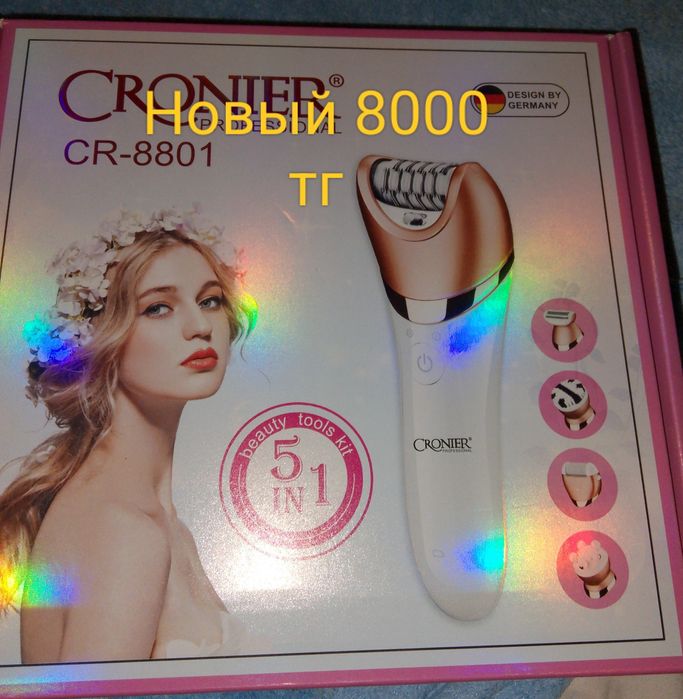 CRONIER®
PROFESSIONAL
CR-8801
DESIGN BY
GERMANY
Новый 8000
тг
beauty tools kit
5
IN 1
CRONIER®
PROFESSIONAL